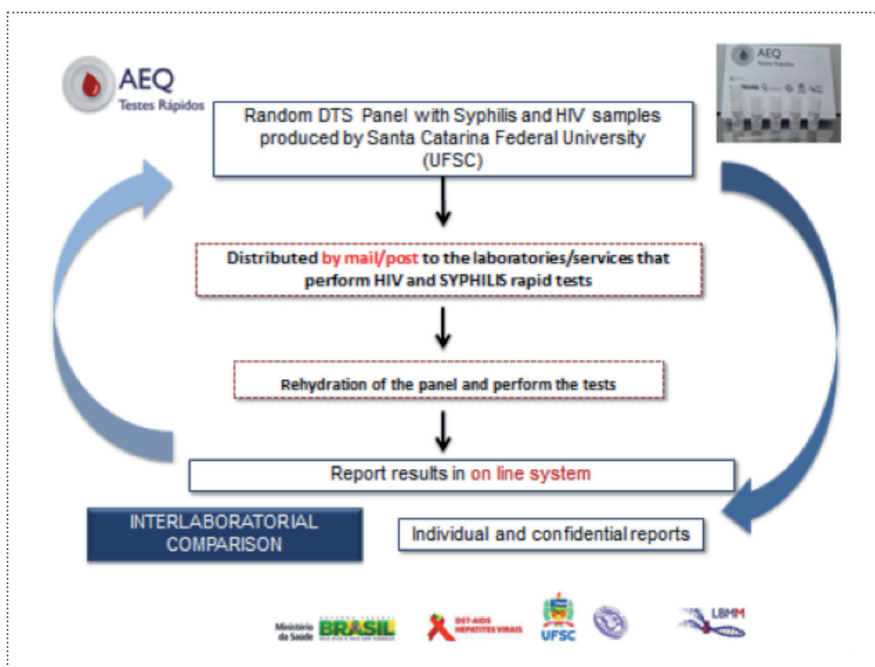 AEQ
Testes Rápidos
AEQ
Random DTS Panel with Syphilis and HIV samples
produced by Santa Catarina Federal University
(UFSC)
Distributed by mail/post to the laboratories/services that
perform HIV and SYPHILIS rapid tests
Rehydration of the panel and perform the tests
Report results in on line system
INTERLABORATORIAL
COMPARISON
Individual and confidential reports
Ministério
da Saúde
BRASIL
DST-AIDS
HEPATITES VIRAIS
UFSC
LBMM